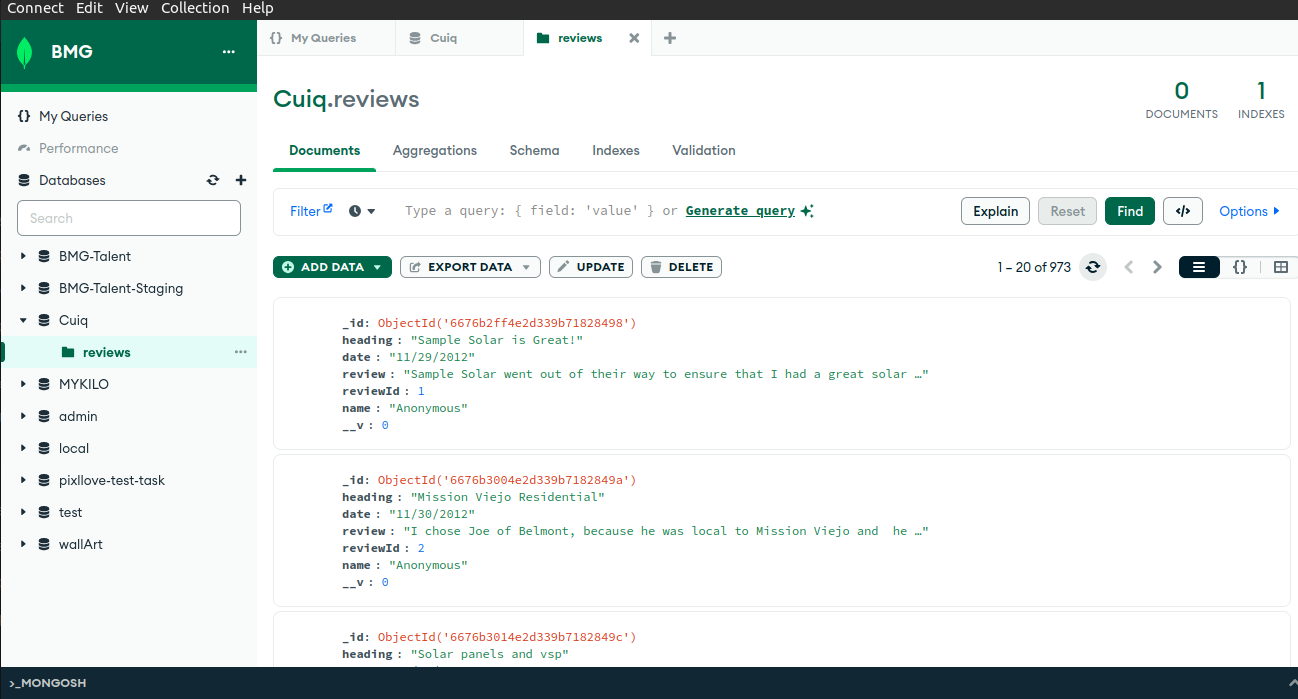 Connect Edit View Collection Help
BMG ...
{} My Queries
Cuiq
reviews
My Queries
Performance
Databases
Search
BMG-Talent
BMG-Talent-Staging
Cuiq
reviews ...
MYKILO
admin
local
pixllove-test-task
test
wallArt
Cuiq.reviews
0
DOCUMENTS
1
INDEXES
Documents Aggregations Schema Indexes Validation
Filter Type a query: { field: 'value' } or Generate query Explain Reset Find </> Options
ADD DATA EXPORT DATA UPDATE DELETE 1 – 20 of 973 {}
_id: ObjectId('6676b2ff4e2d339b71828498')
heading : "Sample Solar is Great!"
date : "11/29/2012"
review : "Sample Solar went out of their way to ensure that I had a great solar …"
reviewId : 1
name : "Anonymous"
__v : 0
_id: ObjectId('6676b3004e2d339b7182849a')
heading : "Mission Viejo Residential"
date : "11/30/2012"
review : "I chose Joe of Belmont, because he was local to Mission Viejo and  he …"
reviewId : 2
name : "Anonymous"
__v : 0
_id: ObjectId('6676b3014e2d339b7182849c')
heading : "Solar panels and vsp"
>_MONGOSH